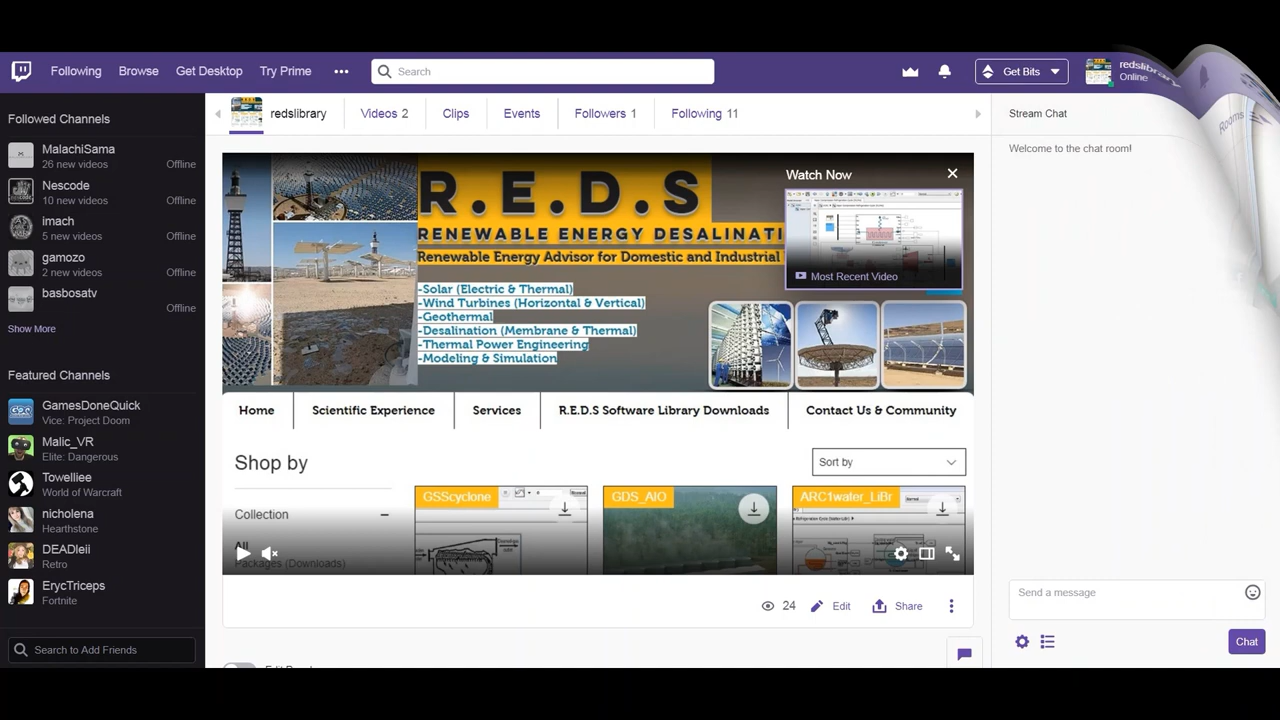 Following
Browse
Get Desktop
Try Prime
Search
Get Bits
redslibrary
Online
Followed Channels
MalachiSama
26 new videos
Offline
Nescode
10 new videos
Offline
imach
5 new videos
Offline
gamozo
2 new videos
Offline
basbosatv
Offline
Show More
Featured Channels
GamesDoneQuick
Vice: Project Doom
Malic_VR
Elite: Dangerous
Towelliee
World of Warcraft
nicholena
Hearthstone
DEADleii
Retro
ErycTriceps
Fortnite
Search to Add Friends
redslibrary
Videos 2
Clips
Events
Followers 1
Following 11
R.E.D.S
RENEWABLE ENERGY DESALINATI
Renewable Energy Advisor for Domestic and Industrial
-Solar (Electric & Thermal)
-Wind Turbines (Horizontal & Vertical)
-Geothermal
-Desalination (Membrane & Thermal)
-Thermal Power Engineering
-Modeling & Simulation
Watch Now
Most Recent Video
Home
Scientific Experience
Services
R.E.D.S Software Library Downloads
Contact Us & Community
Shop by
Sort by
Collection
All
Packages (Downloads)
GSScyclone
GDS_AIO
ARC1water_LiBr
24
Edit
Share
Stream Chat
Rooms
Welcome to the chat room!
Send a message
Chat